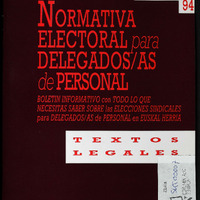 94
NORMATIVA
ELECTORAL para
DELEGADOS/AS
de PERSONAL
BOLETIN INFORMATIVO con TODO LO QUE
NECESITAS SABER SOBRE las ELECCIONES SINDICALES
para DELEGADOS/AS de PERSONAL en EUSKAL HERRIA
TEXTOS
LEGALES